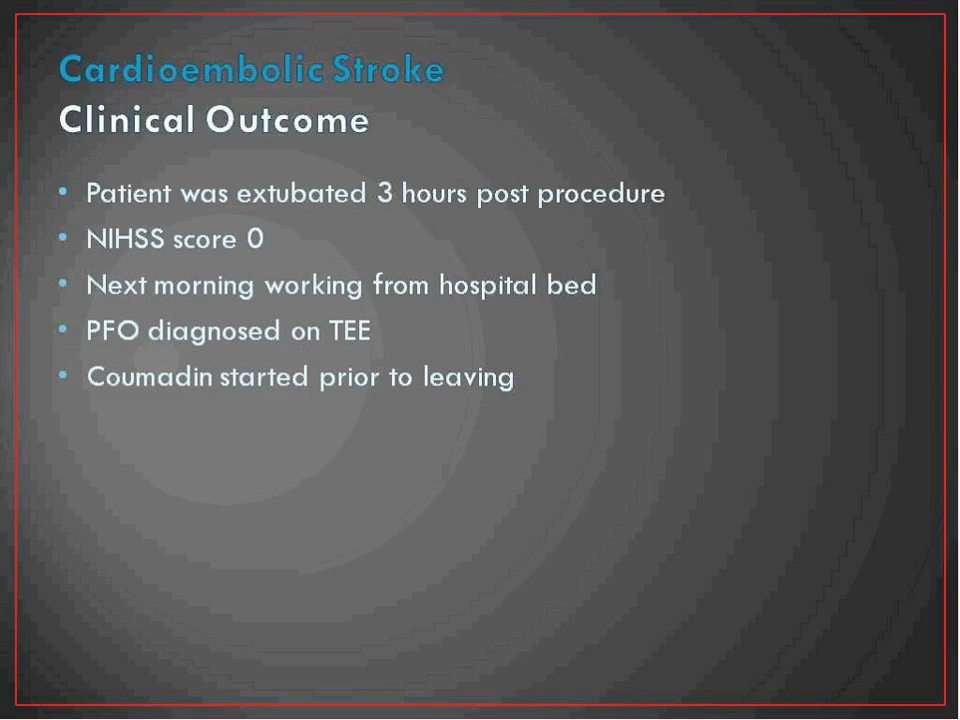 Cardioembolic Stroke
Clinical Outcome
• Patient was extubated 3 hours post procedure
• NIHSS score 0
• Next morning working from hospital bed
• PFO diagnosed on TEE
• Coumadin started prior to leaving